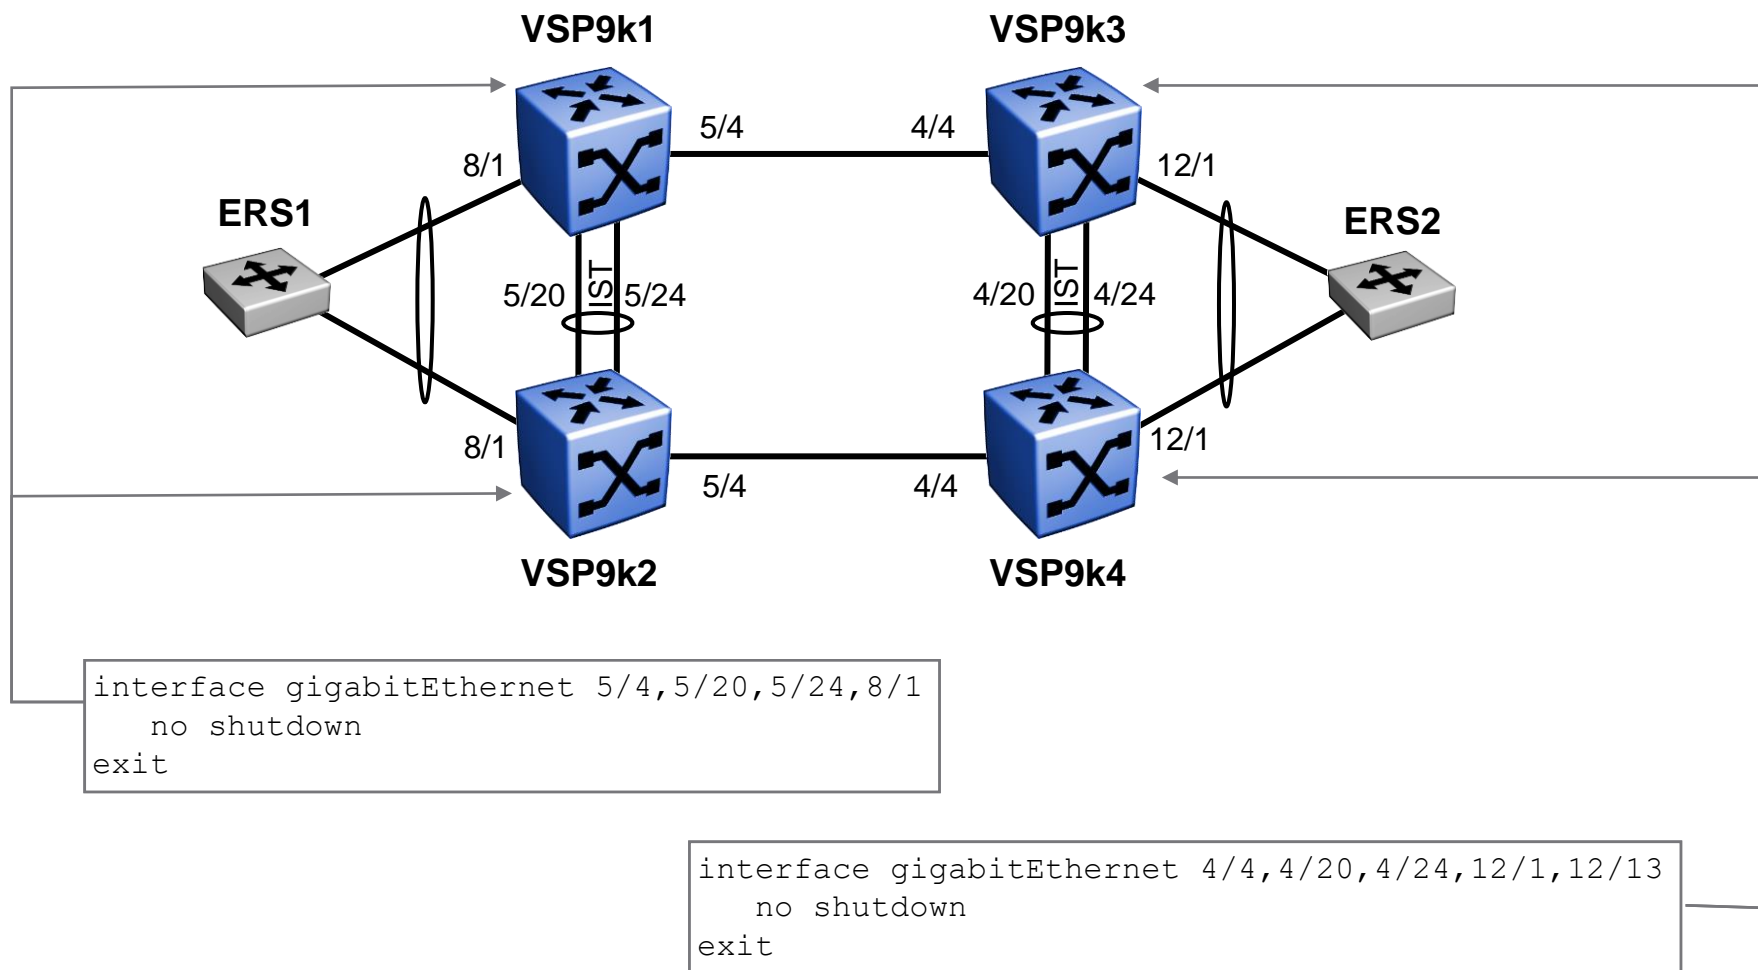 VSP9k1
VSP9k3
5/4
4/4
8/1
12/1
ERS1
ERS2
5/20
IST
5/24
4/20
IST
4/24
8/1
12/1
5/4
4/4
VSP9k2
VSP9k4
interface gigabitEthernet 5/4,5/20,5/24,8/1
   no shutdown
exit
interface gigabitEthernet 4/4,4/20,4/24,12/1,12/13
   no shutdown
exit